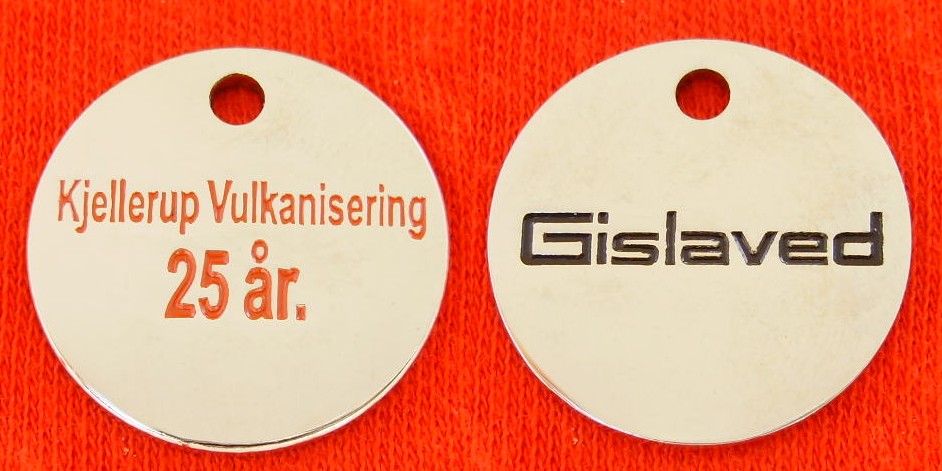 Kjellerup Vulkanisering
25 år.
Gislaved